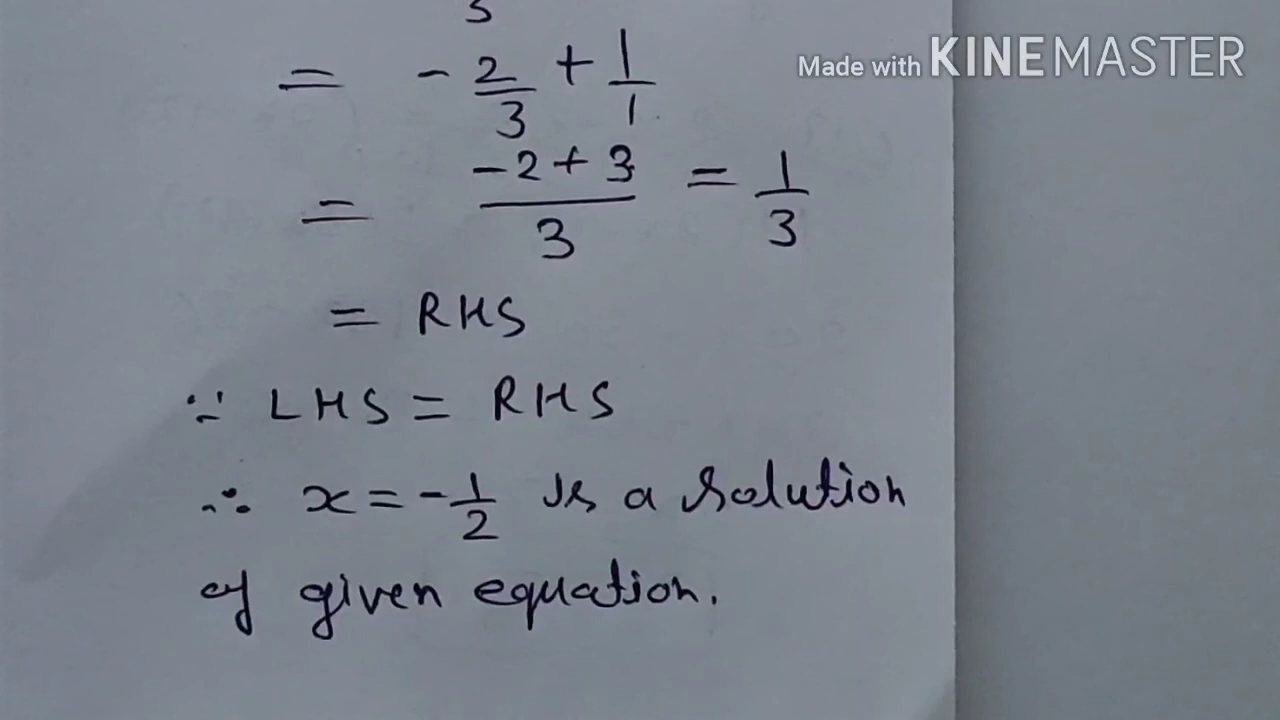 Made with KINEMASTER
3
= - 2/3 + 1/1
= (-2 + 3)/3 = 1/3
= RHS
∵ LHS = RHS
∴ x = - 1/2 is a solution
of given equation.